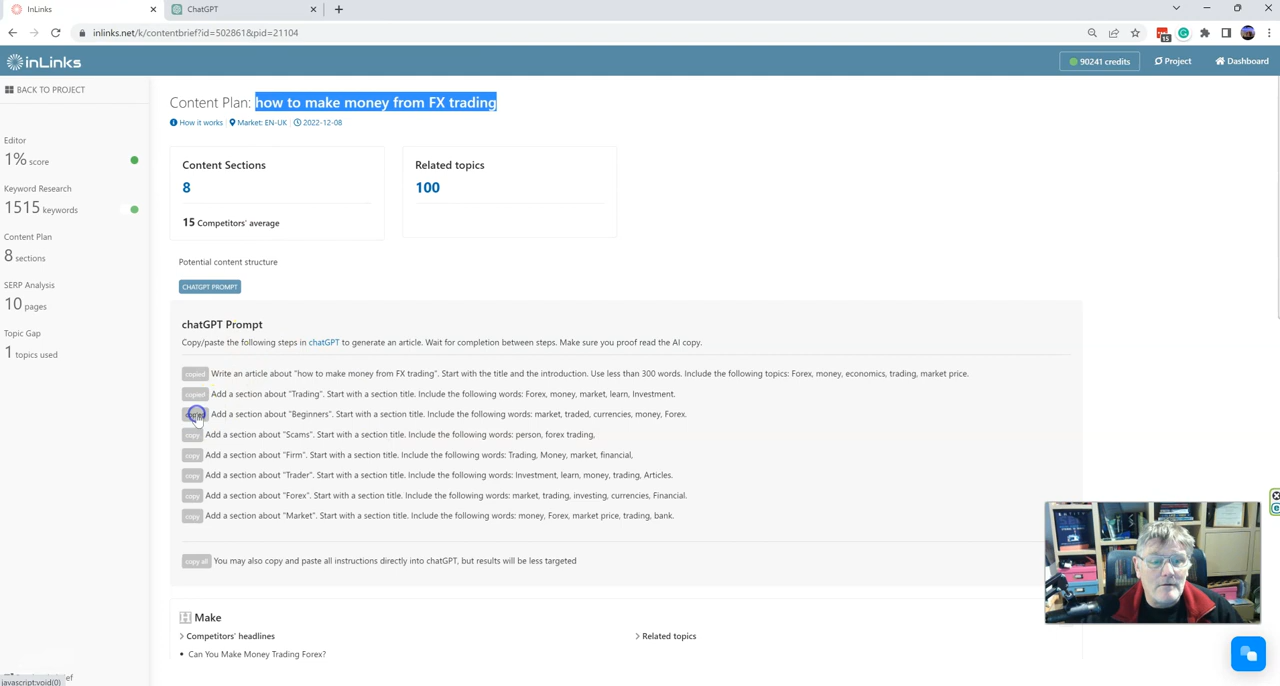 InLinks
ChatGPT
inlinks.net/k/contentbrief?id=502861&pid=21104
15
inLinks
90241 credits
Project
Dashboard
BACK TO PROJECT
Content Plan: how to make money from FX trading
How it works
Market: EN-UK
2022-12-08
Editor
1% score
Keyword Research
1515 keywords
Content Plan
8 sections
SERP Analysis
10 pages
Topic Gap
1 topics used
Content Sections
8
15 Competitors' average
Related topics
100
Potential content structure
CHATGPT PROMPT
chatGPT Prompt
Copy/paste the following steps in chatGPT to generate an article. Wait for completion between steps. Make sure you proof read the AI copy.
copied Write an article about "how to make money from FX trading". Start with the title and the introduction. Use less than 300 words. Include the following topics: Forex, money, economics, trading, market price.
copied Add a section about "Trading". Start with a section title. Include the following words: Forex, money, market, learn, Investment.
copied Add a section about "Beginners". Start with a section title. Include the following words: market, traded, currencies, money, Forex.
copy Add a section about "Scams". Start with a section title. Include the following words: person, forex trading,
copy Add a section about "Firm". Start with a section title. Include the following words: Trading, Money, market, financial,
copy Add a section about "Trader". Start with a section title. Include the following words: Investment, learn, money, trading, Articles.
copy Add a section about "Forex". Start with a section title. Include the following words: market, trading, investing, currencies, Financial.
copy Add a section about "Market". Start with a section title. Include the following words: money, Forex, market price, trading, bank.
copy all You may also copy and paste all instructions directly into chatGPT, but results will be less targeted
H Make
Competitors' headlines
Related topics
Can You Make Money Trading Forex?
javascript:void(0)